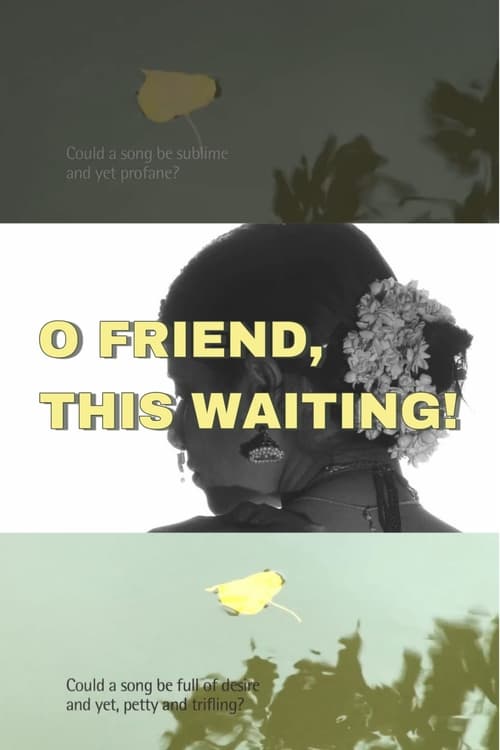 Could a song be sublime
and yet profane?
O FRIEND,
THIS WAITING!
Could a song be full of desire
and yet, petty and trifling?